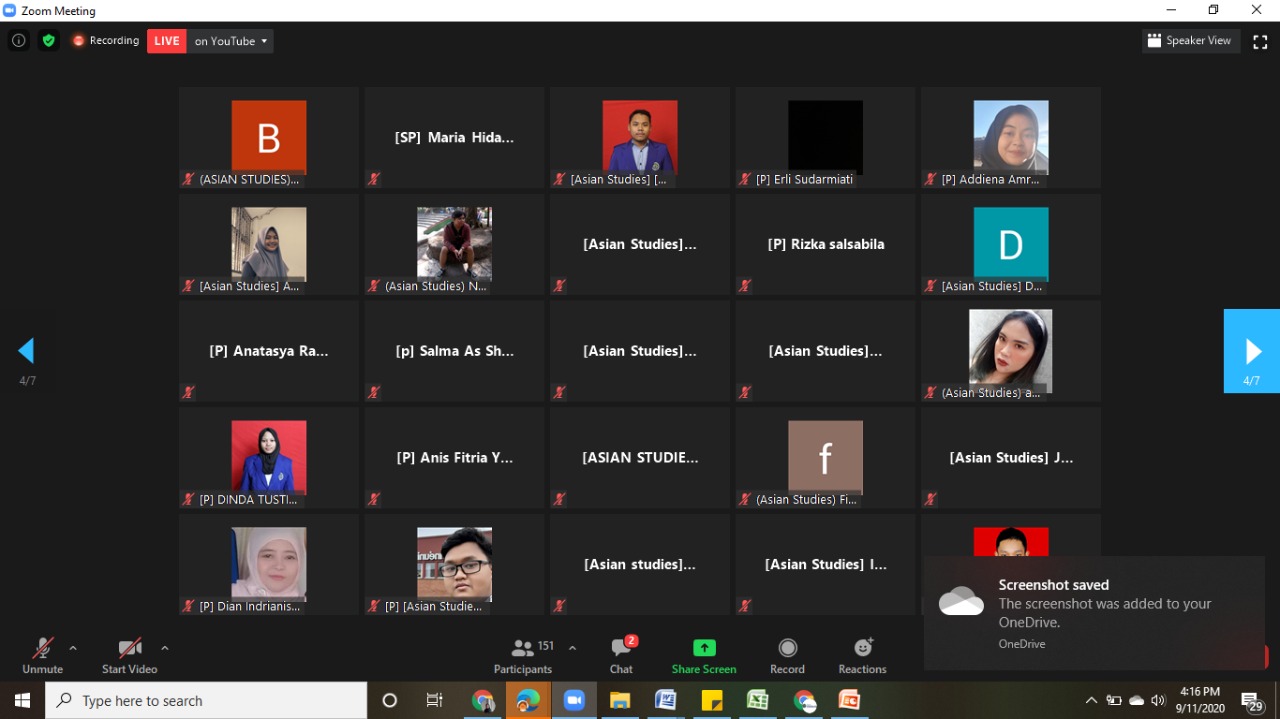 Zoom Meeting
Recording
LIVE on YouTube
Speaker View
B
(ASIAN STUDIES)...
[SP] Maria Hida...
[Asian Studies] [...
[P] Erli Sudarmiati
[P] Addiena Amr...
[Asian Studies] A...
(Asian Studies) N...
[Asian Studies]...
[P] Rizka salsabila
D
[Asian Studies] D...
4/7
[P] Anatasya Ra...
[p] Salma As Sh...
[Asian Studies]...
[Asian Studies]...
(Asian Studies) a...
4/7
[P] DINDA TUSTI...
[P] Anis Fitria Y...
[ASIAN STUDIE...
f
(Asian Studies) Fi...
[Asian Studies] J...
[P] Dian Indrianis...
[P] [Asian Studie...
[Asian studies]...
[Asian Studies] I...
Screenshot saved
The screenshot was added to your
OneDrive.
OneDrive
Unmute
Start Video
151
Participants
2
Chat
Share Screen
Record
Reactions
Type here to search
4:16 PM
9/11/2020
29